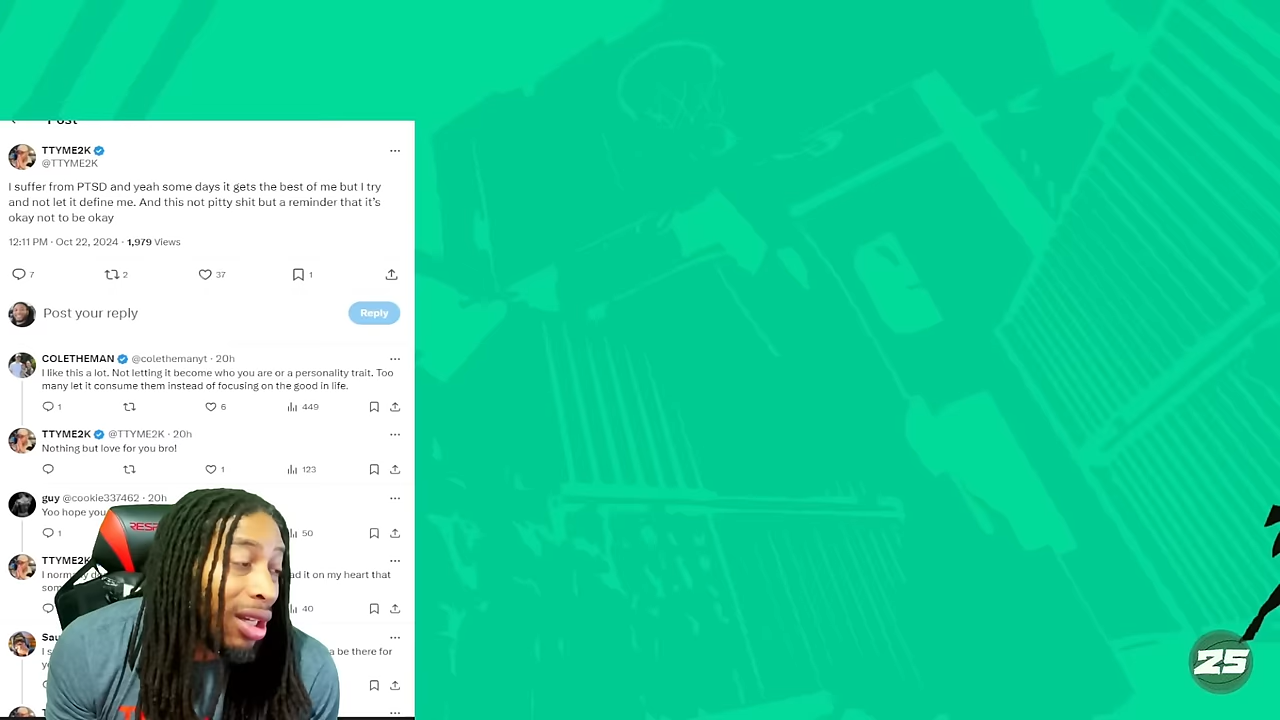 Post
TTYME2K
@TTYME2K
I suffer from PTSD and yeah some days it gets the best of me but I try
and not let it define me. And this not pitty shit but a reminder that it's
okay not to be okay
12:11 PM · Oct 22, 2024 · 1,979 Views
7 2 37 1
Post your reply
Reply
COLETHEMAN @colethemanyt · 20h
I like this a lot. Not letting it become who you are or a personality trait. Too
many let it consume them instead of focusing on the good in life.
1 6 449
TTYME2K @TTYME2K · 20h
Nothing but love for you bro!
1 123
guy @cookie337462 · 20h
Yoo hope you
1 50
TTYME2K
I on my heart that
40
I be there for
25